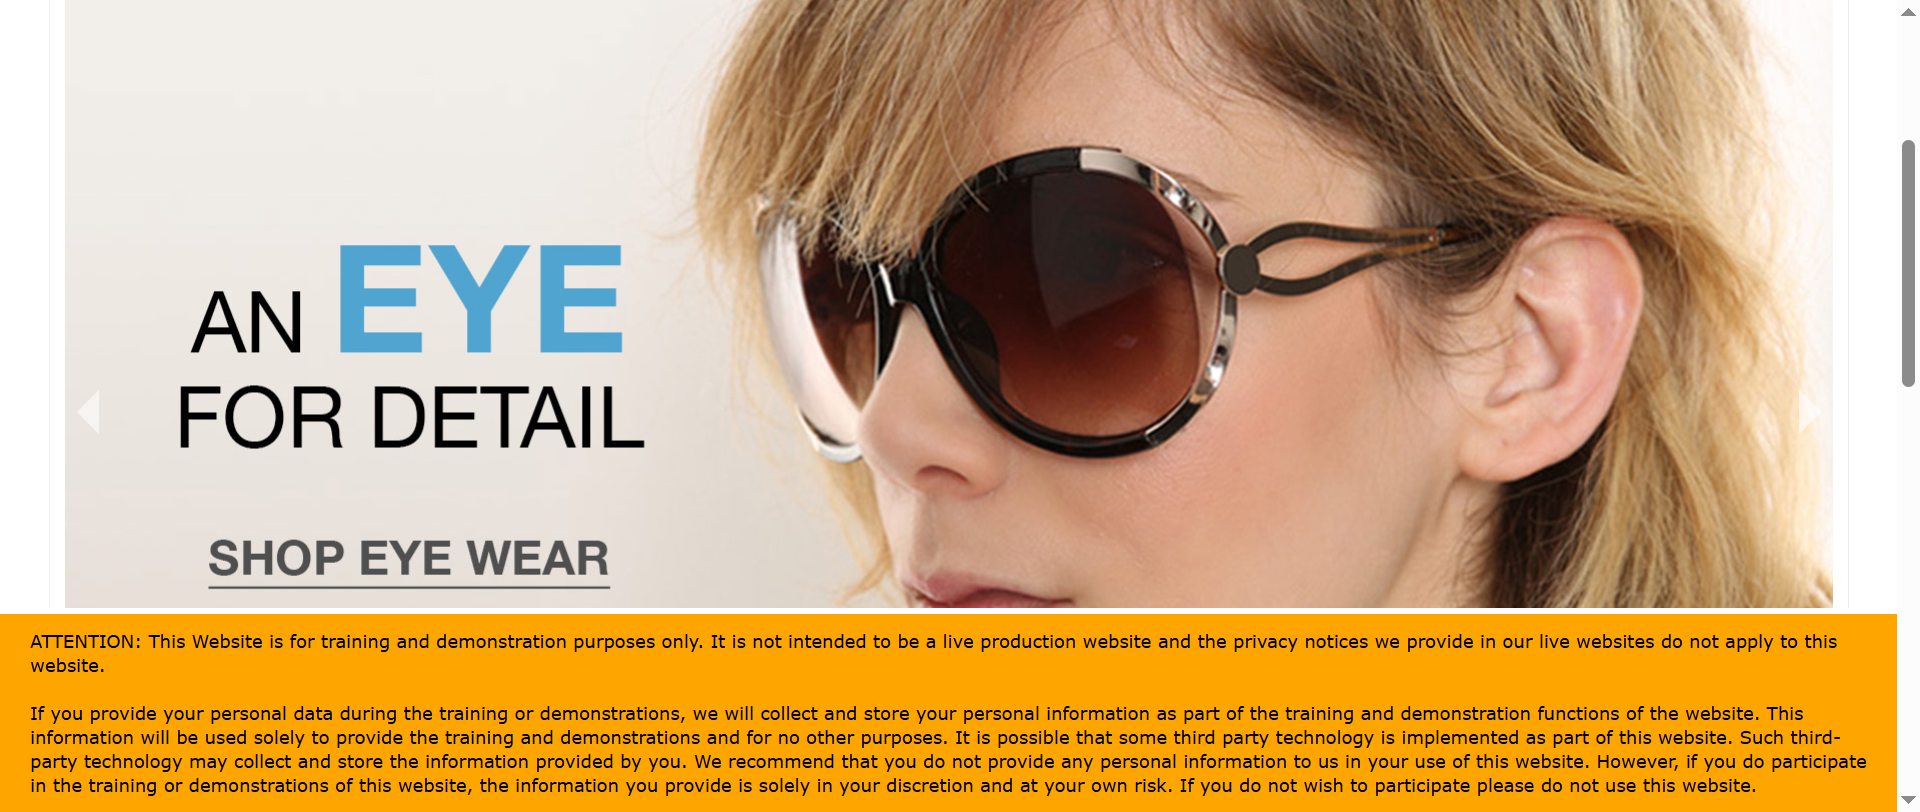 AN EYE
FOR DETAIL
SHOP EYE WEAR
ATTENTION: This Website is for training and demonstration purposes only. It is not intended to be a live production website and the privacy notices we provide in our live websites do not apply to this
website.
If you provide your personal data during the training or demonstrations, we will collect and store your personal information as part of the training and demonstration functions of the website. This
information will be used solely to provide the training and demonstrations and for no other purposes. It is possible that some third party technology is implemented as part of this website. Such third-
party technology may collect and store the information provided by you. We recommend that you do not provide any personal information to us in your use of this website. However, if you do participate
in the training or demonstrations of this website, the information you provide is solely in your discretion and at your own risk. If you do not wish to participate please do not use this website.